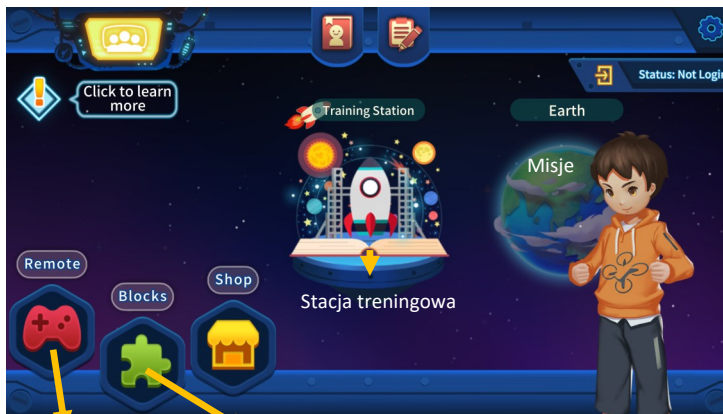 Status: Not Login
Click to learn
more
Training Station
Earth
Misje
Remote
Blocks
Shop
Stacja treningowa